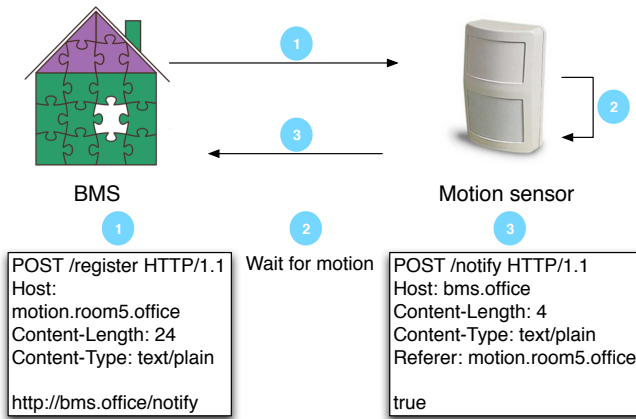 1
2
3
BMS
Motion sensor
1
2
3
POST /register HTTP/1.1
Host:
motion.room5.office
Content-Length: 24
Content-Type: text/plain
http://bms.office/notify
Wait for motion
POST /notify HTTP/1.1
Host: bms.office
Content-Length: 4
Content-Type: text/plain
Referer: motion.room5.office
true